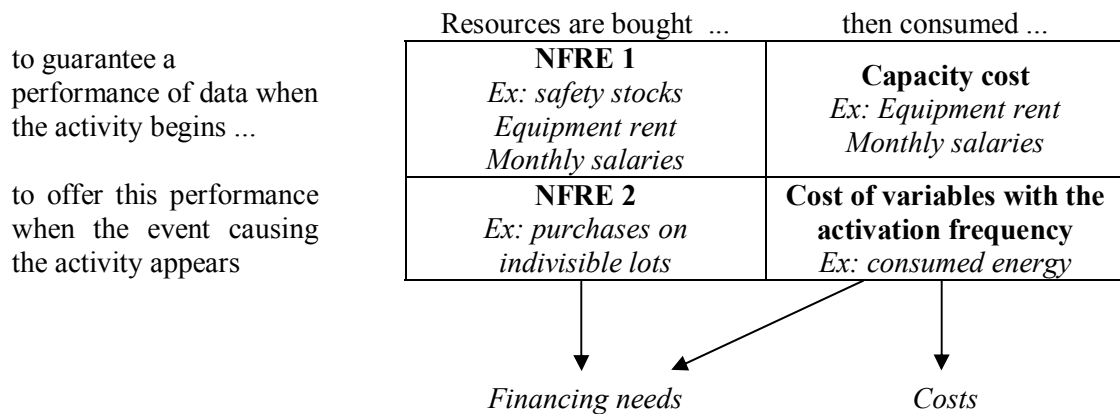 Resources are bought ... then consumed ...
to guarantee a
performance of data when
the activity begins ...
NFRE 1
Ex: safety stocks
Equipment rent
Monthly salaries
Capacity cost
Ex: Equipment rent
Monthly salaries
to offer this performance
when the event causing
the activity appears
NFRE 2
Ex: purchases on
indivisible lots
Cost of variables with the
activation frequency
Ex: consumed energy
Financing needs Costs